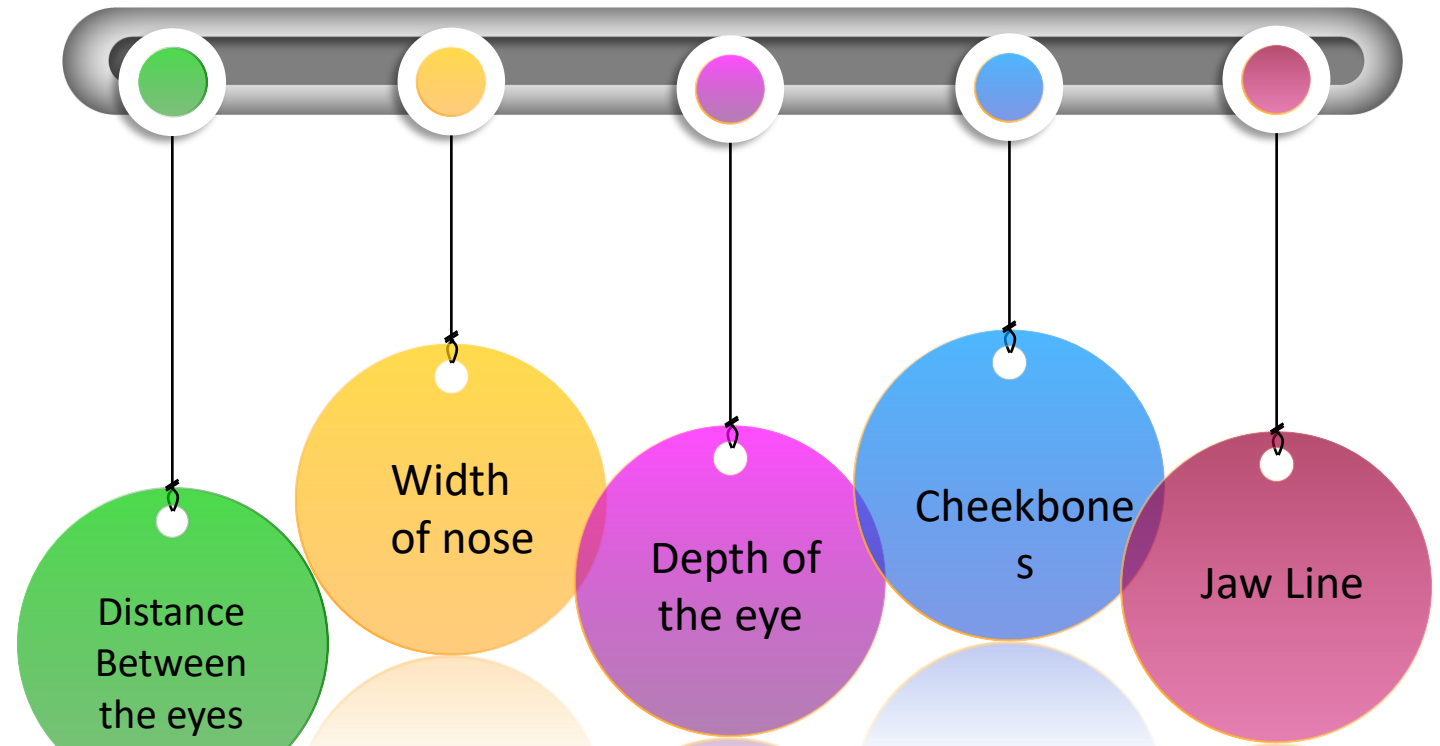 Distance
Between
the eyes
Width
of nose
Depth of
the eye
Cheekbone
s
Jaw Line